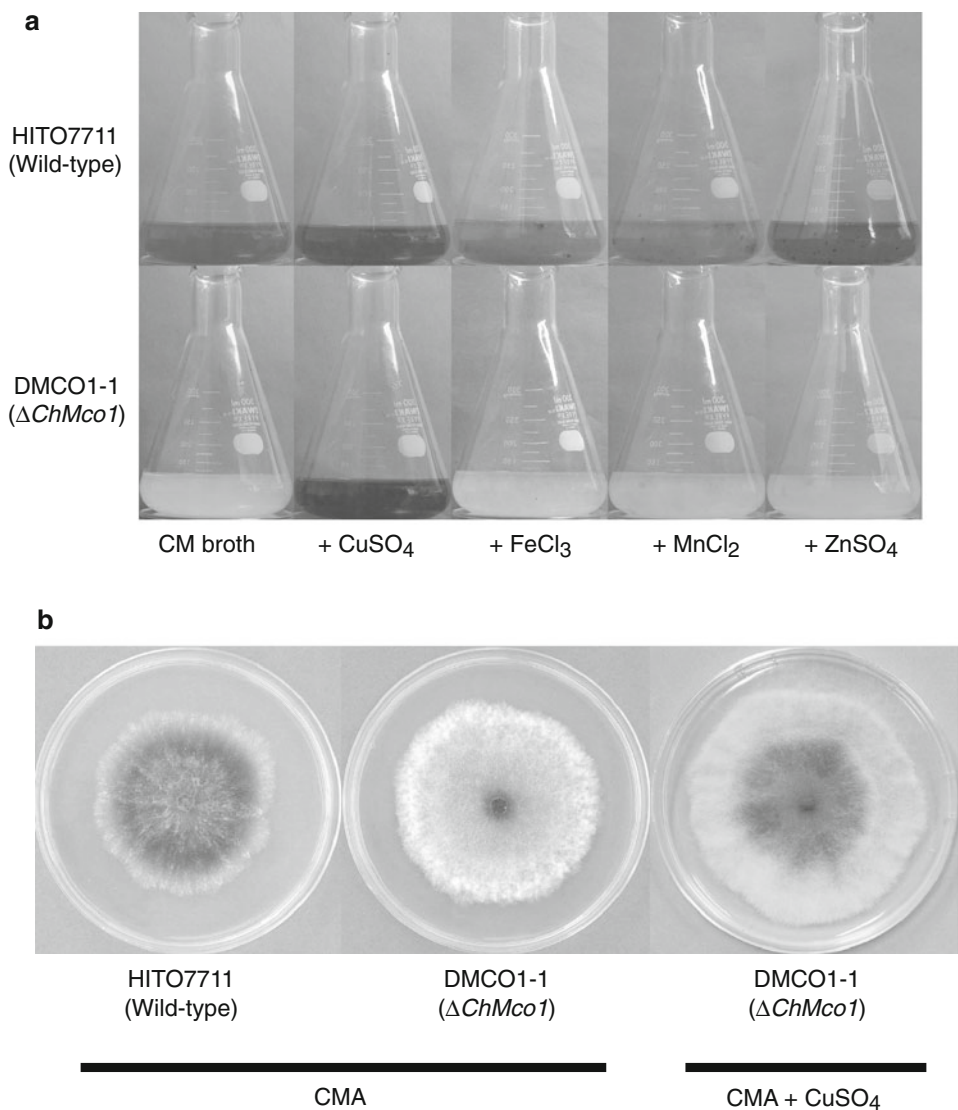 a
HITO7711
(Wild-type)
DMCO1-1
(ΔChMco1)
CM broth
+ CuSO4
+ FeCl3
+ MnCl2
+ ZnSO4
b
HITO7711
(Wild-type)
DMCO1-1
(ΔChMco1)
DMCO1-1
(ΔChMco1)
CMA
CMA + CuSO4